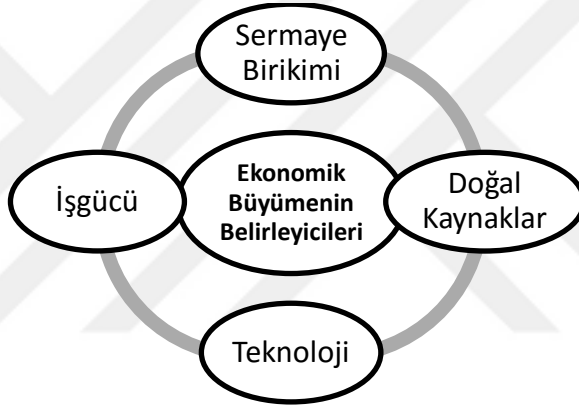 Sermaye
Birikimi
İşgücü
Ekonomik
Büyümenin
Belirleyicileri
Doğal
Kaynaklar
Teknoloji